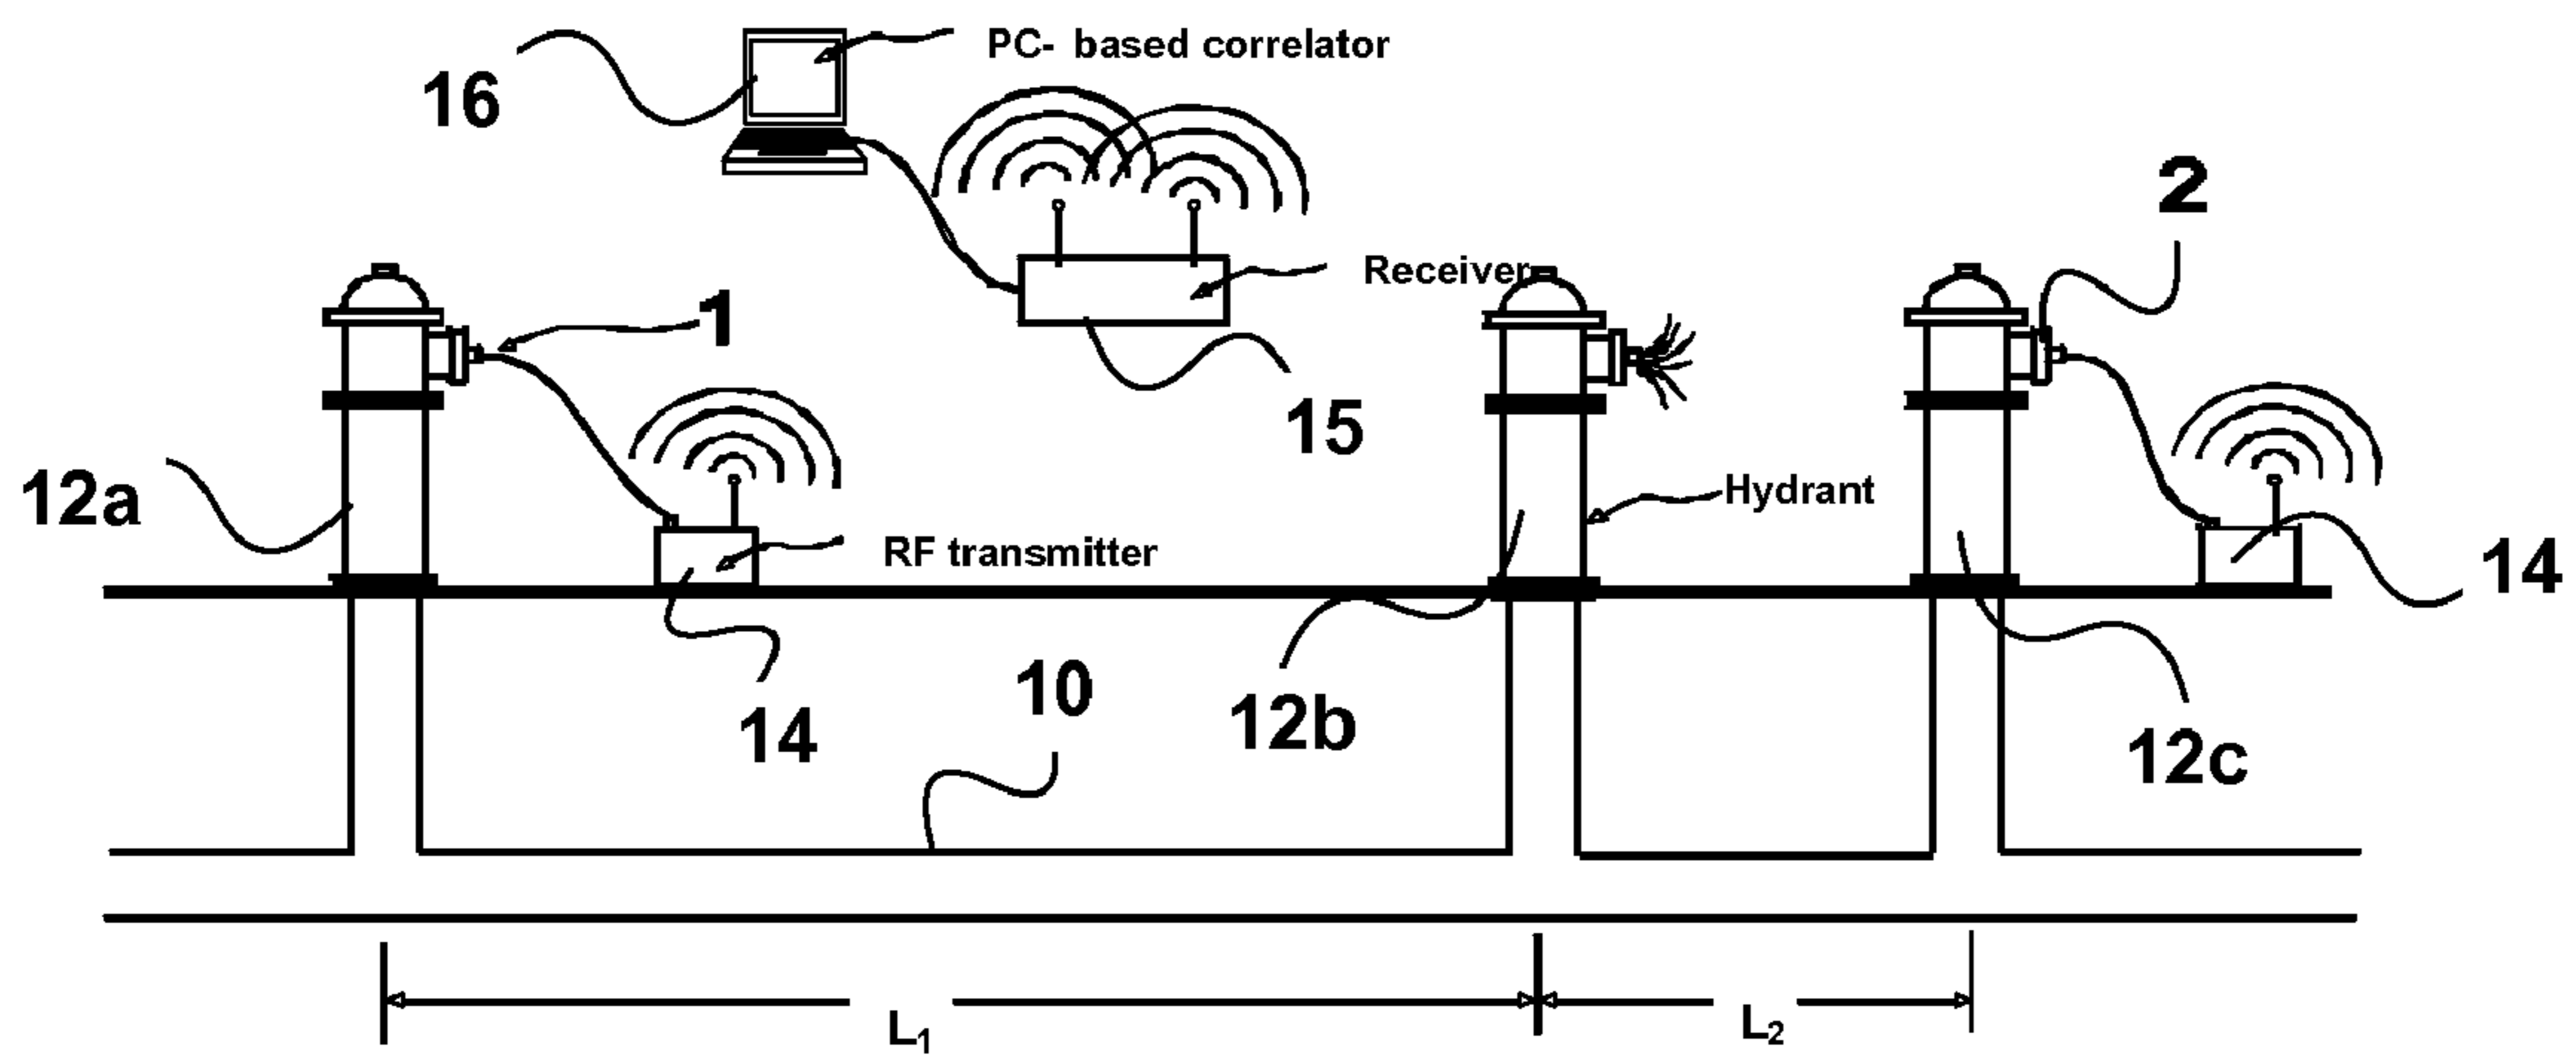 PC- based correlator
16
2
Receiver
1
15
12a
Hydrant
RF transmitter
14
10
12b
14
12c
L₁
L₂